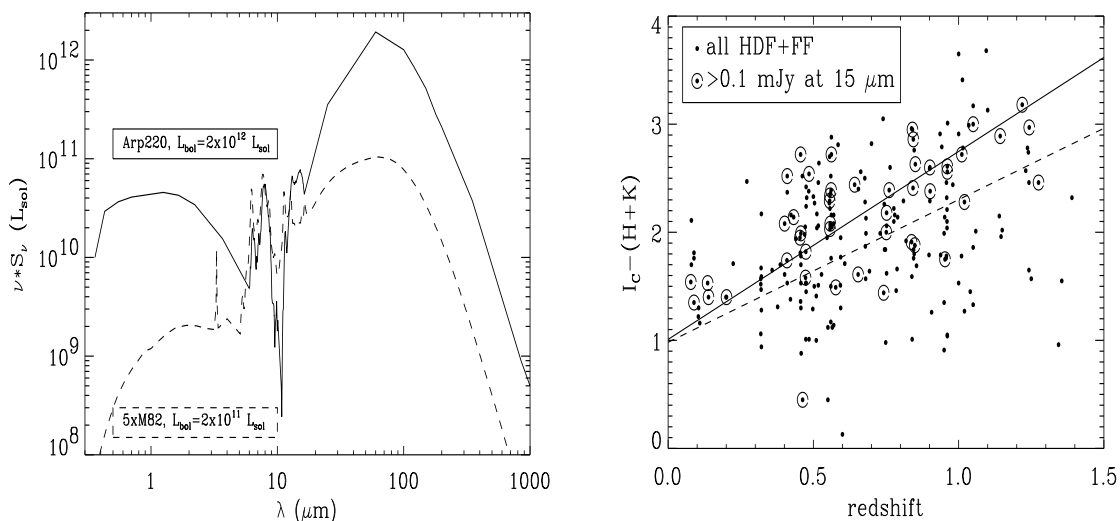 10¹²
10¹¹
10¹⁰
10⁹
10⁸
ν*Sᵥ (L_sol)
Arp220, L_bol=2x10¹² L_sol
5xM82, L_bol=2x10¹¹ L_sol
1 10 100 1000
λ (μm)
4
3
2
1
0
I_C−(H+K)
all HDF+FF
>0.1 mJy at 15 μm
0.0 0.5 1.0 1.5
redshift